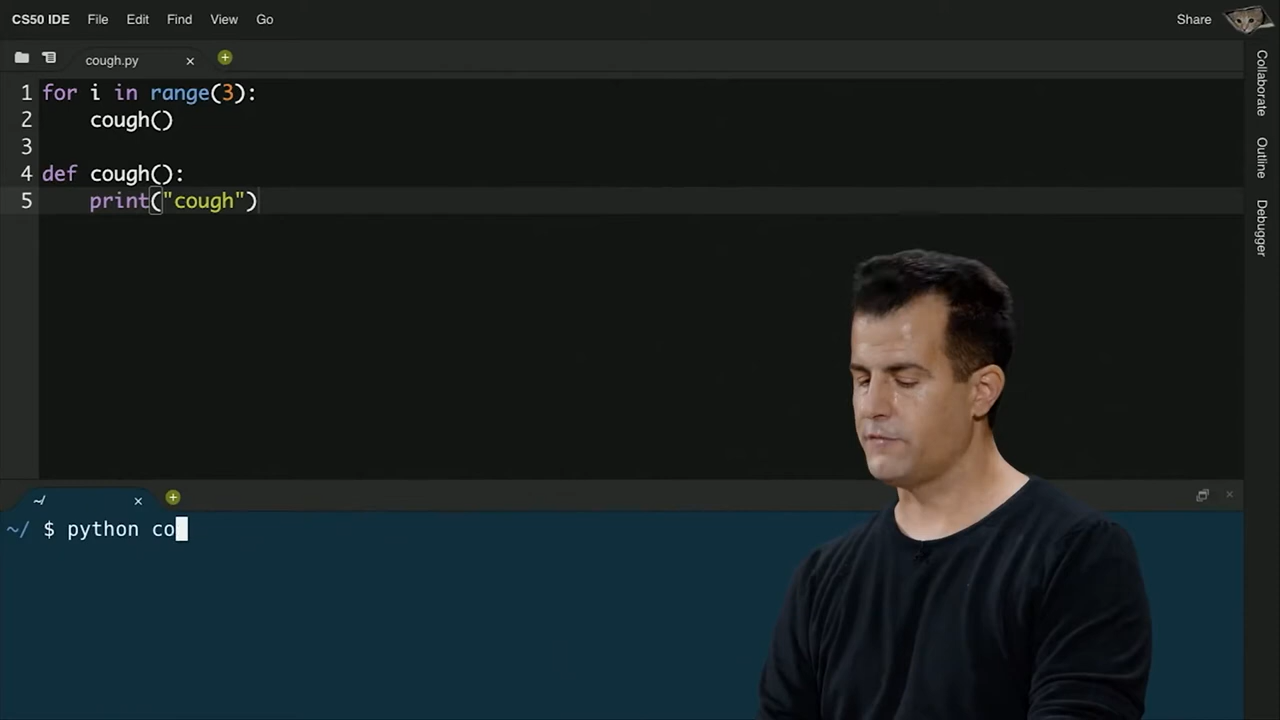 CS50 IDE File Edit Find View Go Share
cough.py x
1 for i in range(3):
2     cough()
3
4 def cough():
5     print("cough")
Collaborate
Outline
Debugger
~/ x
~/ $ python co